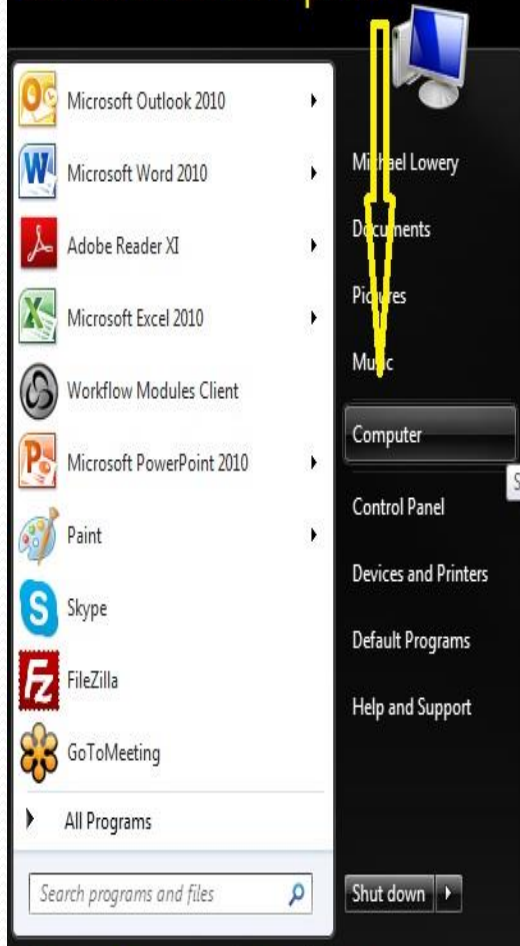 Microsoft Outlook 2010
Microsoft Word 2010
Adobe Reader XI
Microsoft Excel 2010
Workflow Modules Client
Microsoft PowerPoint 2010
Paint
Skype
FileZilla
GoToMeeting
All Programs
Search programs and files
Michael Lowery
Documents
Pictures
Music
Computer
Control Panel
Devices and Printers
Default Programs
Help and Support
Shut down